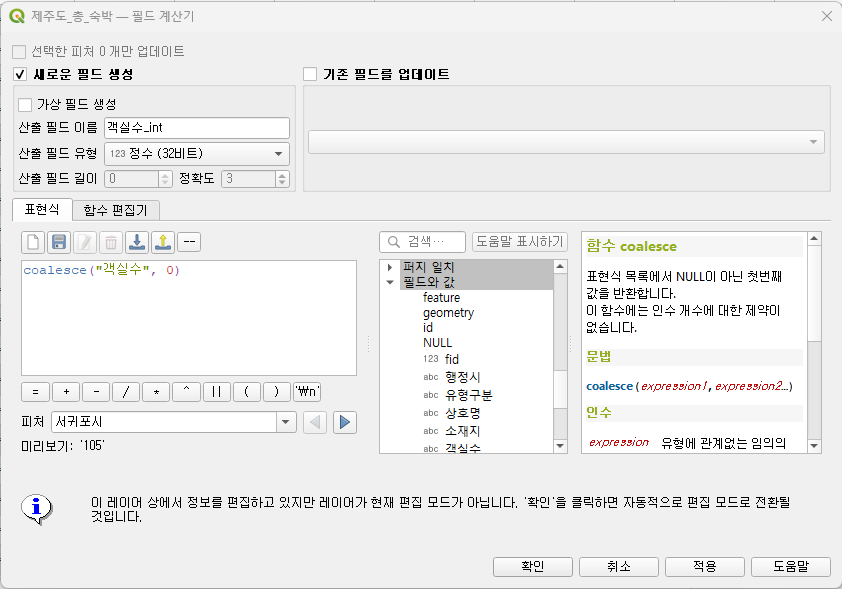 제주도_총_숙박 — 필드 계산기
선택한 피처 0 개만 업데이트
새로운 필드 생성
기존 필드를 업데이트
가상 필드 생성
산출 필드 이름 객실수_int
산출 필드 유형 123 정수 (32비트)
산출 필드 길이 0 정확도 3
표현식 함수 편집기
--
검색… 도움말 표시하기
coalesce("객실수", 0)
퍼지 일치
필드와 값
feature
geometry
id
NULL
123 fid
abc 행정시
abc 유형구분
abc 상호명
abc 소재지
abc 객실수
함수 coalesce
표현식 목록에서 NULL이 아닌 첫번째
값을 반환합니다.
이 함수에는 인수 개수에 대한 제약이
없습니다.
문법
coalesce(expression1, expression2…)
인수
expression 유형에 관계없는 임의의
= + - / * ^ || ( ) '₩n'
피처 서귀포시
미리보기: '105'
이 레이어 상에서 정보를 편집하고 있지만 레이어가 현재 편집 모드가 아닙니다. '확인'을 클릭하면 자동적으로 편집 모드로 전환될
것입니다.
확인 취소 적용 도움말